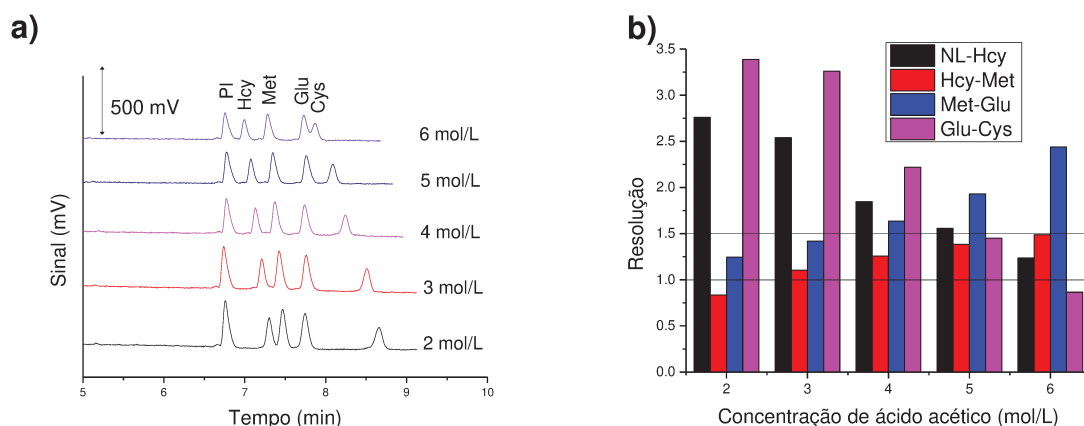 a)
500 mV
PI
Hcy
Met
Glu
Cys
6 mol/L
5 mol/L
4 mol/L
3 mol/L
2 mol/L
Sinal (mV)
5 6 7 8 9 10
Tempo (min)
b)
NL-Hcy
Hcy-Met
Met-Glu
Glu-Cys
3.5
3.0
2.5
2.0
1.5
1.0
0.5
0.0
Resolução
2 3 4 5 6
Concentração de ácido acético (mol/L)